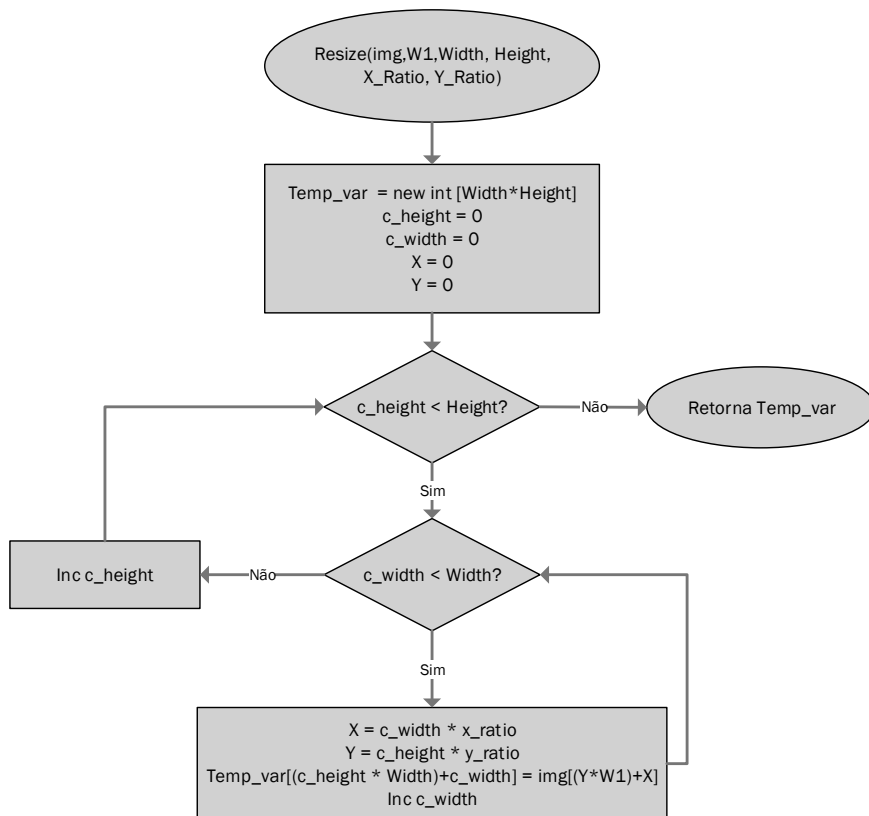 Resize(img,W1,Width, Height,
X_Ratio, Y_Ratio)
Temp_var  = new int [Width*Height]
c_height = 0
c_width = 0
X = 0
Y = 0
c_height < Height?
Não
Retorna Temp_var
Sim
Inc c_height
Não
c_width < Width?
Sim
X = c_width * x_ratio
Y = c_height * y_ratio
Temp_var[(c_height * Width)+c_width] = img[(Y*W1)+X]
Inc c_width